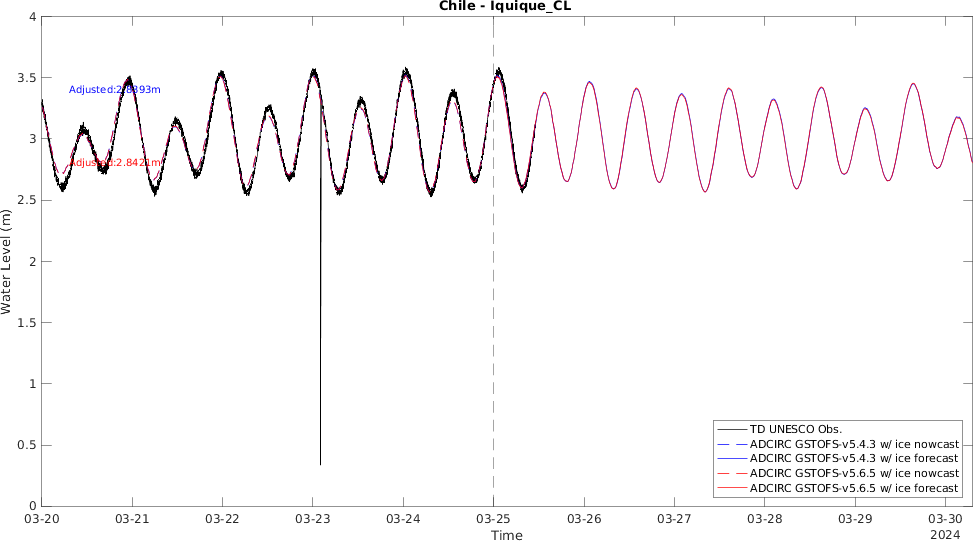 Chile - Iquique_CL
4
3.5
3
2.5
2
1.5
1
0.5
0
Water Level (m)
Adjusted:2.8393m
Adjusted:2.8421m
TD UNESCO Obs.
ADCIRC GSTOFS-v5.4.3 w/ ice nowcast
ADCIRC GSTOFS-v5.4.3 w/ ice forecast
ADCIRC GSTOFS-v5.6.5 w/ ice nowcast
ADCIRC GSTOFS-v5.6.5 w/ ice forecast
03-20 03-21 03-22 03-23 03-24 03-25 03-26 03-27 03-28 03-29 03-30
Time
2024